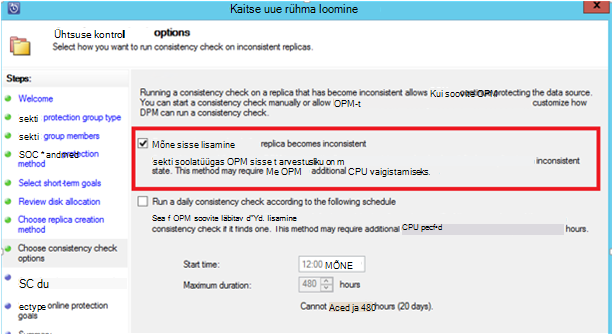 Kaitse uue rühma loomine
Ühtsuse kontrol options
Select how you want to run consistency check on inconsistent replicas.
Steps:
Welcome
sekti protection group type
sekti group members
SOC * andmed protection
method
Select short-term goals
Review disk allocation
Choose replica creation
method
Choose consistency check
options
SC du
ectype online protection
goals
Running a consistency check on a replica that has become inconsistent allows Kui soovite OPM protecting the data source.
You can start a consistency check manually or allow OPM-t customize how
DPM can run a consistency check.
Mõne sisse lisamine replica becomes inconsistent
sekti soolatüügas OPM sisse t arvestusliku on m inconsistent
state. This method may require Me OPM additional CPU vaigistamiseks.
Run a daily consistency check according to the following schedule
Sea f OPM soovite läbitav d"Yd. lisamine
consistency check if it finds one. This method may require additional CPU pecf*d hours.
Start time: 12:00 MÕNE
Maximum duration: 480 hours
Cannot Aced ja 480 hours (20 days).